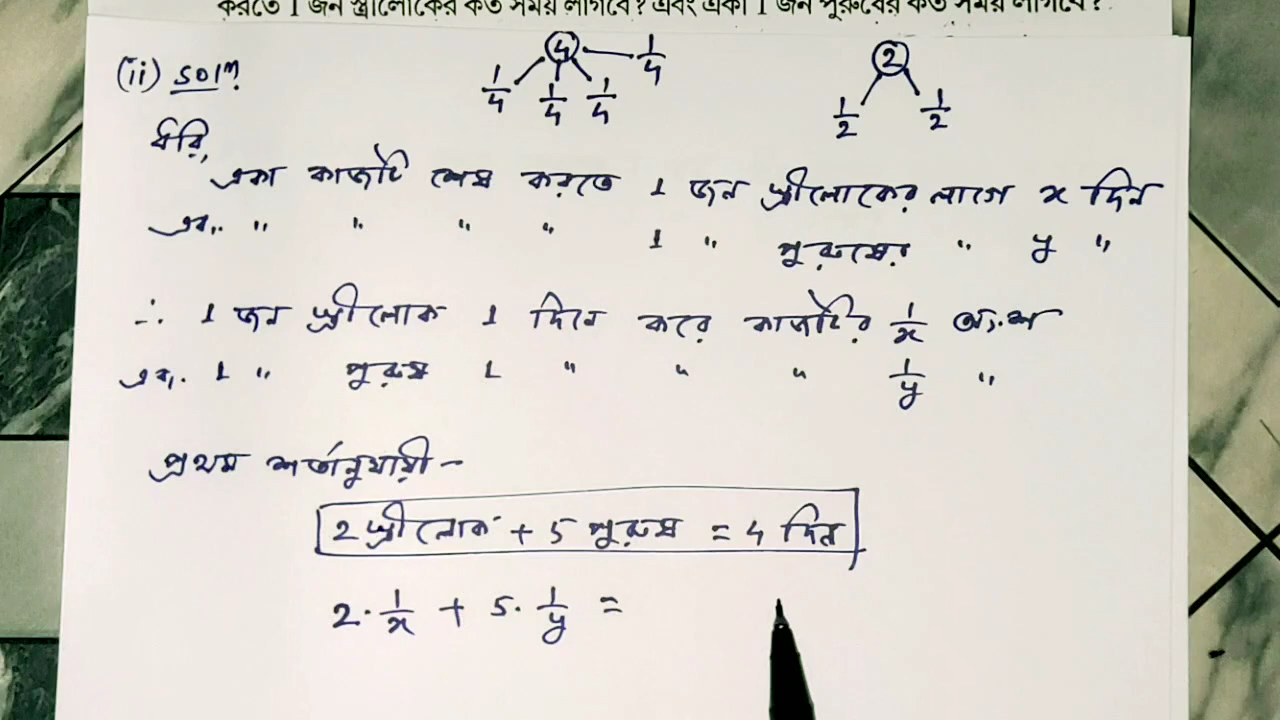 করতে 1 জন স্ত্রীলোকের কত সময় লাগবে? এবং একা 1 জন পুরুষের কত সময় লাগবে?
(ii) Solⁿ.
4 1/4 1/4 1/4 1/4
2 1/2 1/2
ধরি,
একা কাজটি শেষ করতে 1 জন স্ত্রীলোকের লাগে x দিন
এবং " " " " 1 " পুরুষের " y "
∴ 1 জন স্ত্রীলোক 1 দিনে করে কাজটির 1/x অংশ
এবং 1 " পুরুষ 1 " " " 1/y "
প্রথম শর্তানুযায়ী -
2 স্ত্রীলোক + 5 পুরুষ = 4 দিন
2·1/x + 5·1/y =